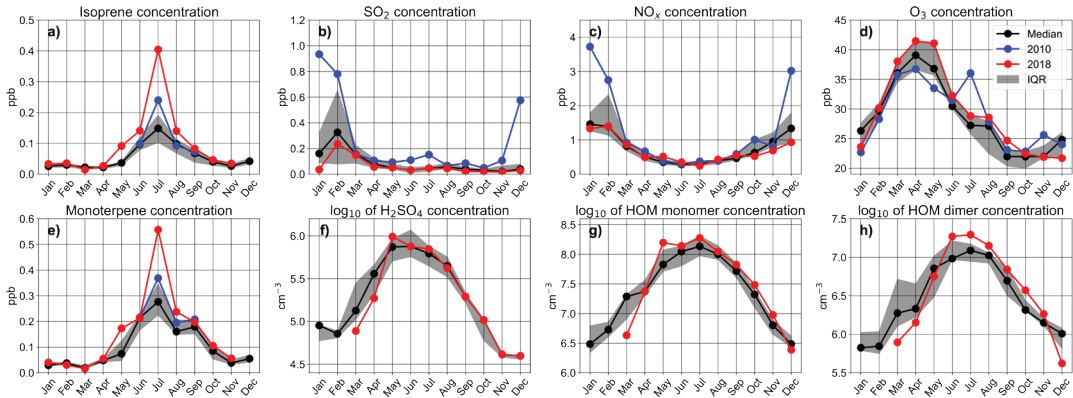 Isoprene concentration
a)
ppb
0.5
0.4
0.3
0.2
0.1
0.0
Jan Feb Mar Apr May Jun Jul Aug Sep Oct Nov Dec
SO2 concentration
b)
ppb
1.2
1.0
0.8
0.6
0.4
0.2
0.0
Jan Feb Mar Apr May Jun Jul Aug Sep Oct Nov Dec
NOx concentration
c)
ppb
4
3
2
1
0
Jan Feb Mar Apr May Jun Jul Aug Sep Oct Nov Dec
O3 concentration
d)
Median
2010
2018
IQR
ppb
45
40
35
30
25
20
Jan Feb Mar Apr May Jun Jul Aug Sep Oct Nov Dec
Monoterpene concentration
e)
ppb
0.6
0.5
0.4
0.3
0.2
0.1
0.0
Jan Feb Mar Apr May Jun Jul Aug Sep Oct Nov Dec
log10 of H2SO4 concentration
f)
cm−3
6.0
5.5
5.0
4.5
Jan Feb Mar Apr May Jun Jul Aug Sep Oct Nov Dec
log10 of HOM monomer concentration
g)
cm−3
8.5
8.0
7.5
7.0
6.5
6.0
Jan Feb Mar Apr May Jun Jul Aug Sep Oct Nov Dec
log10 of HOM dimer concentration
h)
cm−3
7.5
7.0
6.5
6.0
5.5
Jan Feb Mar Apr May Jun Jul Aug Sep Oct Nov Dec